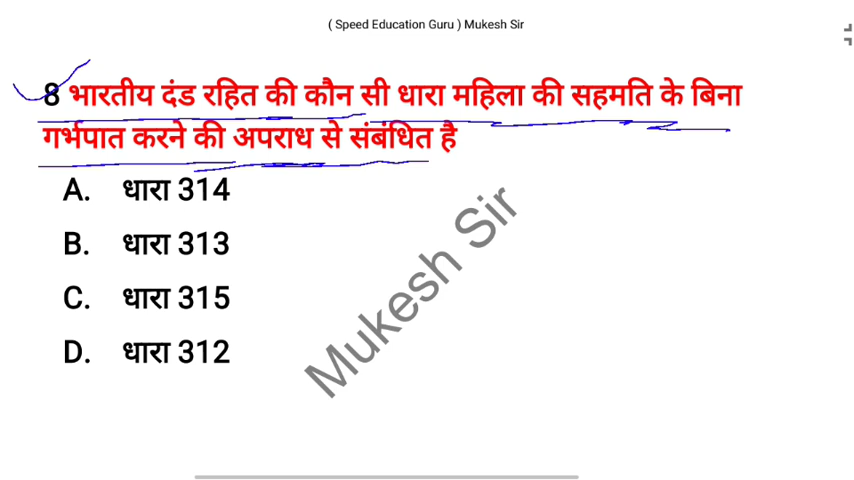 ( Speed Education Guru ) Mukesh Sir
8 भारतीय दंड रहित की कौन सी धारा महिला की सहमति के बिना
गर्भपात करने की अपराध से संबंधित है
A. धारा 314
B. धारा 313
C. धारा 315
D. धारा 312
Mukesh Sir